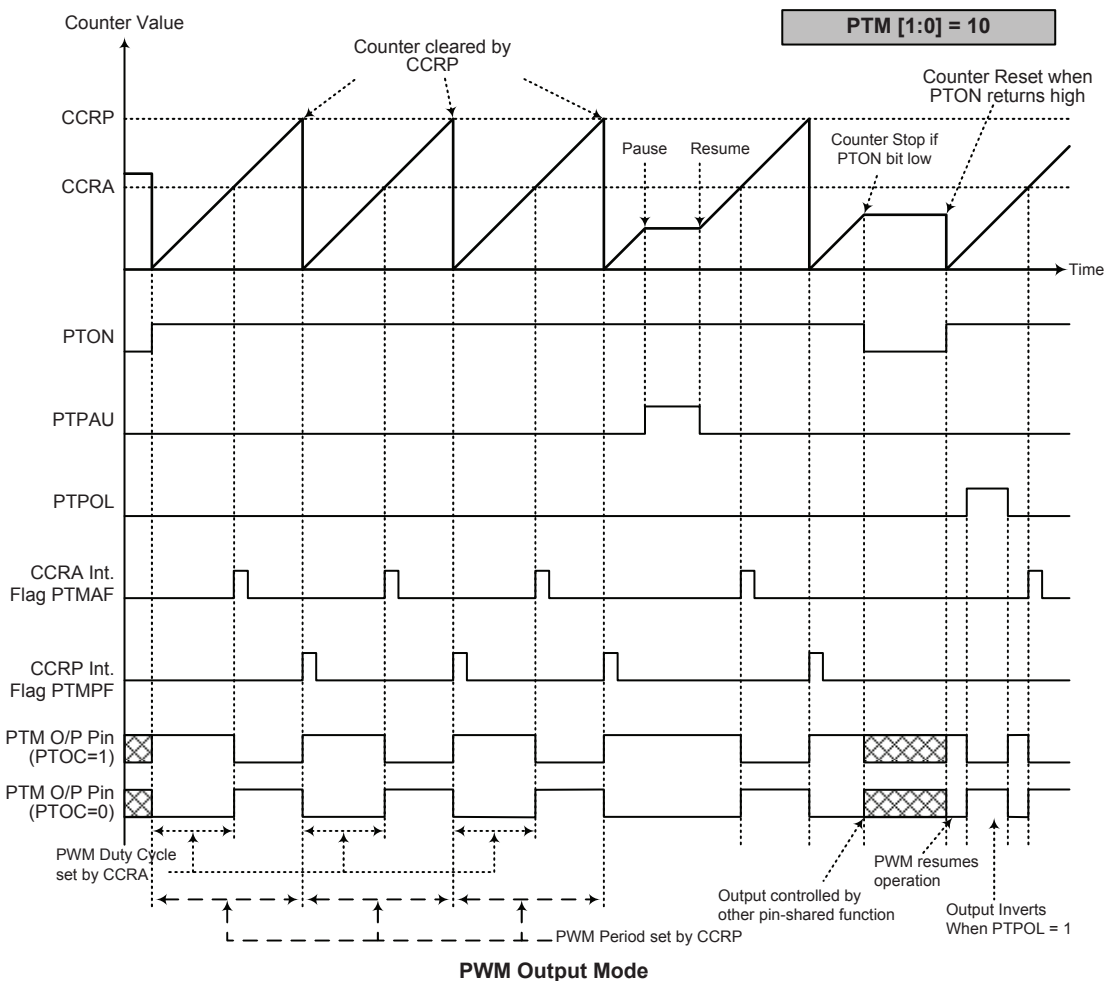 Counter Value
PTM [1:0] = 10
Counter cleared by
CCRP
Counter Reset when
PTON returns high
CCRP
Pause
Resume
Counter Stop if
PTON bit low
CCRA
Time
PTON
PTPAU
PTPOL
CCRA Int.
Flag PTMAF
CCRP Int.
Flag PTMPF
PTM O/P Pin
(PTOC=1)
PTM O/P Pin
(PTOC=0)
PWM Duty Cycle
set by CCRA
PWM resumes
operation
Output controlled by
other pin-shared function
Output Inverts
When PTPOL = 1
PWM Period set by CCRP
PWM Output Mode